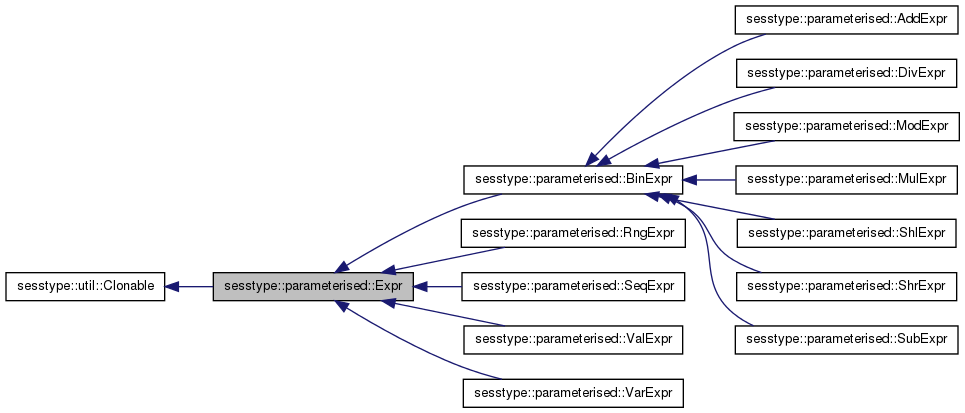 sesstype::parameterised::AddExpr
sesstype::parameterised::DivExpr
sesstype::parameterised::ModExpr
sesstype::parameterised::BinExpr
sesstype::parameterised::MulExpr
sesstype::parameterised::RngExpr
sesstype::parameterised::ShlExpr
sesstype::util::Clonable
sesstype::parameterised::Expr
sesstype::parameterised::SeqExpr
sesstype::parameterised::ShrExpr
sesstype::parameterised::ValExpr
sesstype::parameterised::SubExpr
sesstype::parameterised::VarExpr